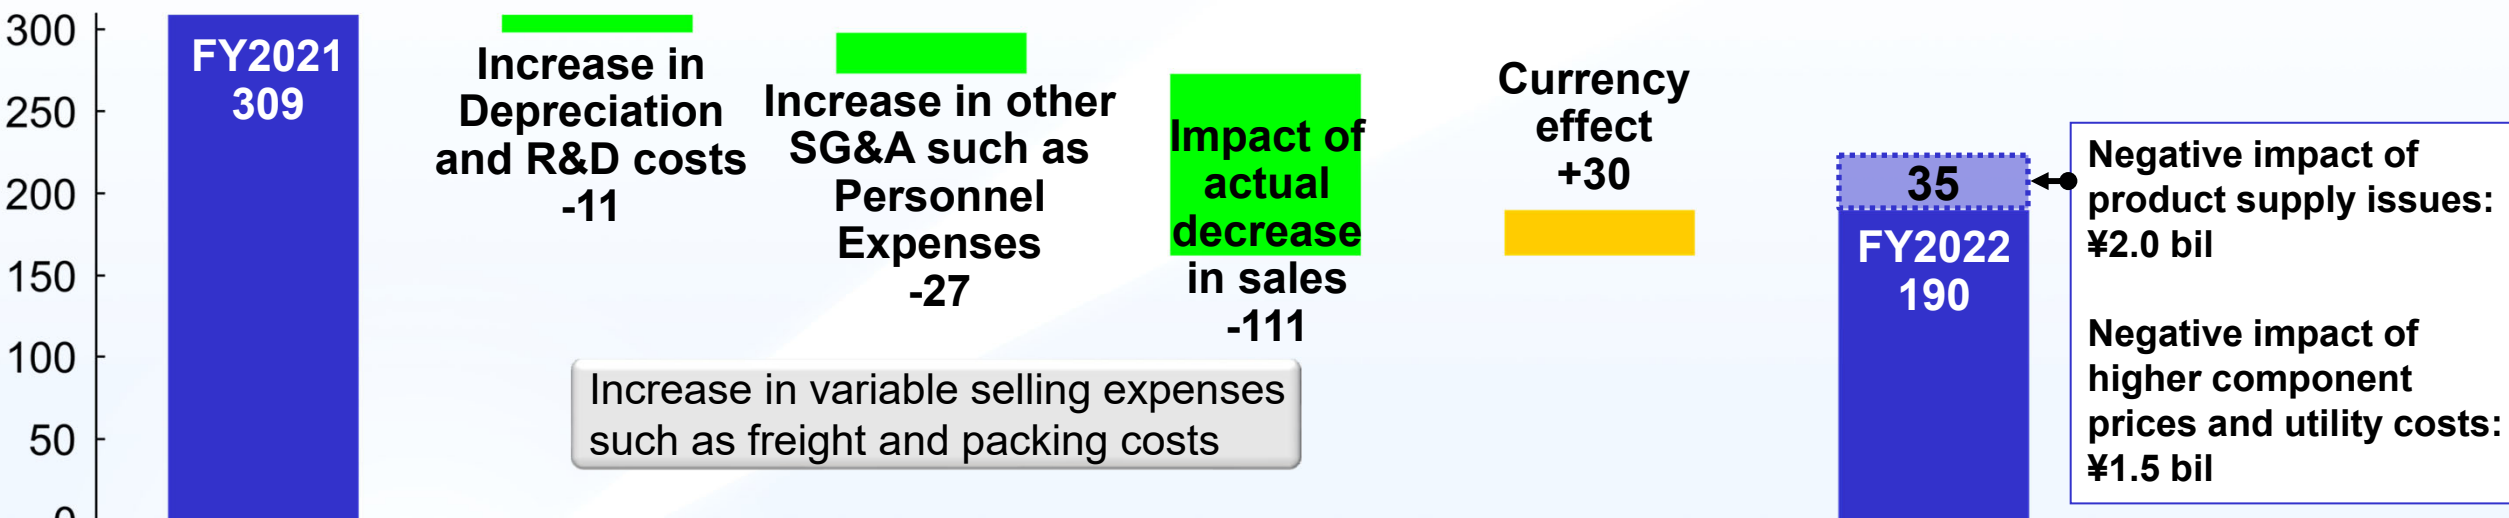 300
250
200
150
100
50
0
FY2021
309
Increase in
Depreciation
and R&D costs
-11
Increase in other
SG&A such as
Personnel
Expenses
-27
Impact of
actual
decrease
in sales
-111
Currency
effect
+30
35
FY2022
190
Negative impact of
product supply issues:
¥2.0 bil
Negative impact of
higher component
prices and utility costs:
¥1.5 bil
Increase in variable selling expenses
such as freight and packing costs